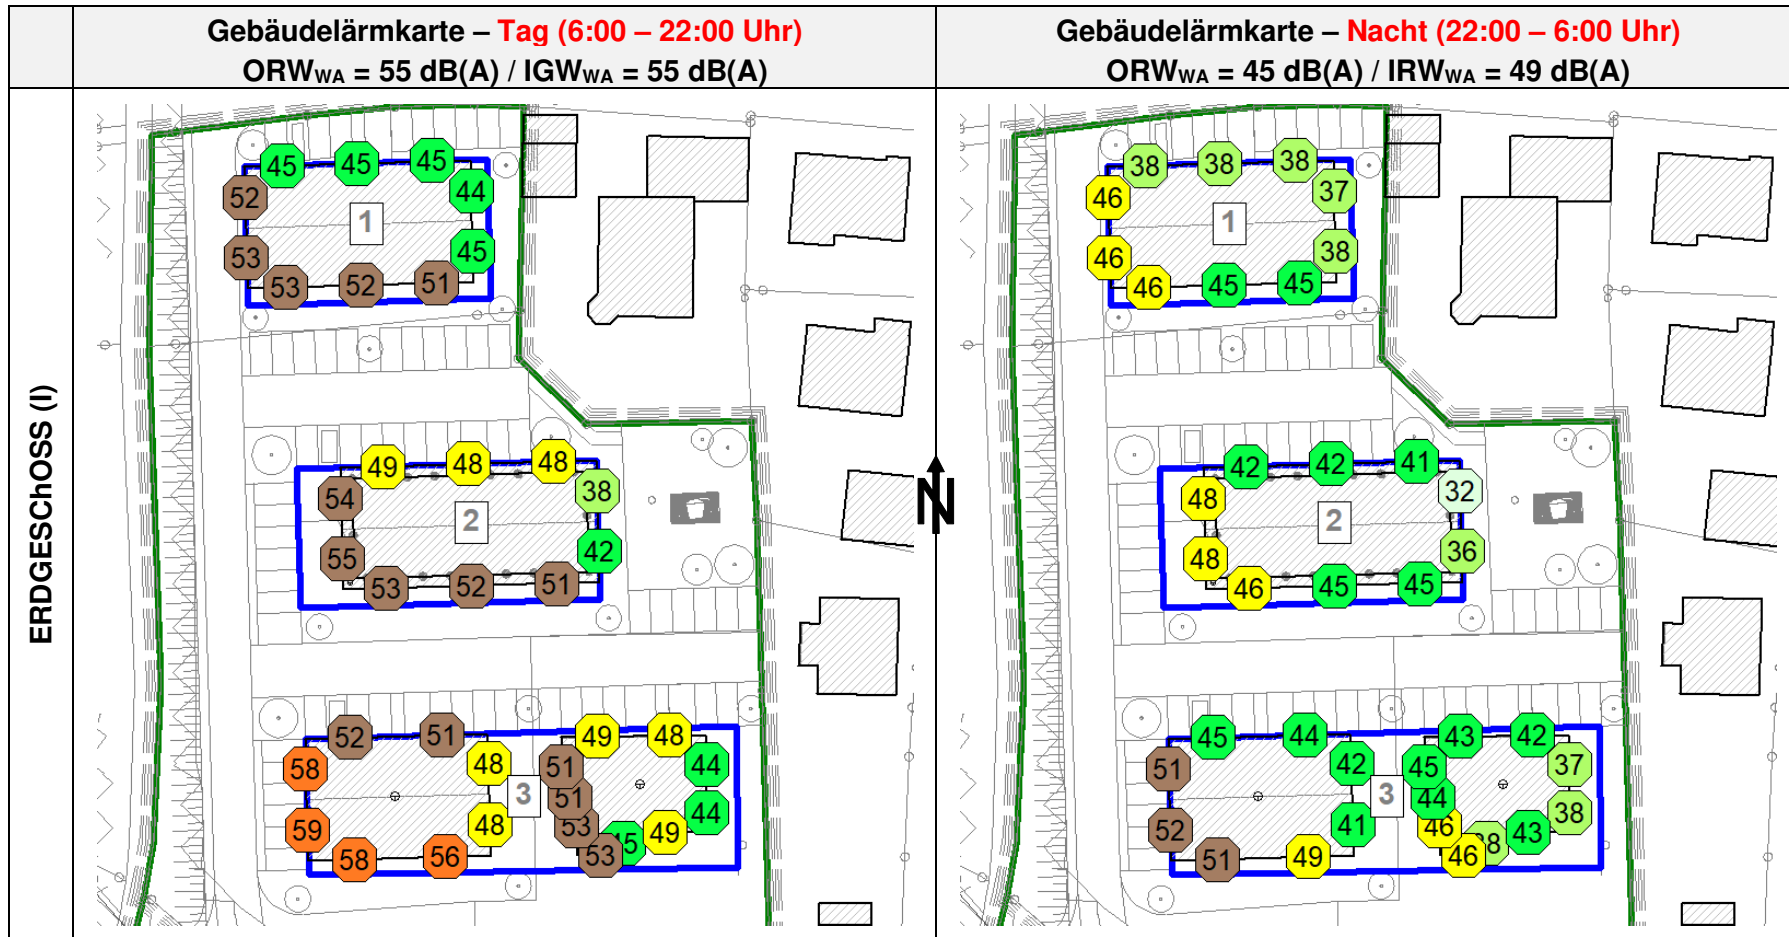 Gebäudelärmkarte – Tag (6:00 – 22:00 Uhr)
ORWWA = 55 dB(A) / IGWWA = 55 dB(A)
Gebäudelärmkarte – Nacht (22:00 – 6:00 Uhr)
ORWWA = 45 dB(A) / IRWWA = 49 dB(A)
ERDGESChOSS (I)
45 45 45
52 44
1
53 45
53 52 51
49 48 48
54 38
2
55 42
53 52 51
52 51 49 48
58 48 51 44
3
51
59 48 53 44
58 56 53 45 49
N
38 38 38
46 37
1
46 38
46 45 45
42 42 41
48 32
2
48 36
46 45 45
45 44 43 42
51 42 45 37
3
44
52 41 46 38
51 49 46 38 43